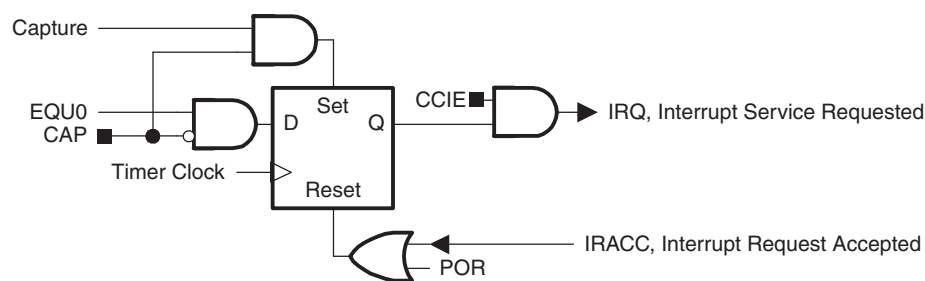 Capture
Set
CCIE
IRQ, Interrupt Service Requested
EQU0
D
Q
CAP
Timer Clock
Reset
IRACC, Interrupt Request Accepted
POR